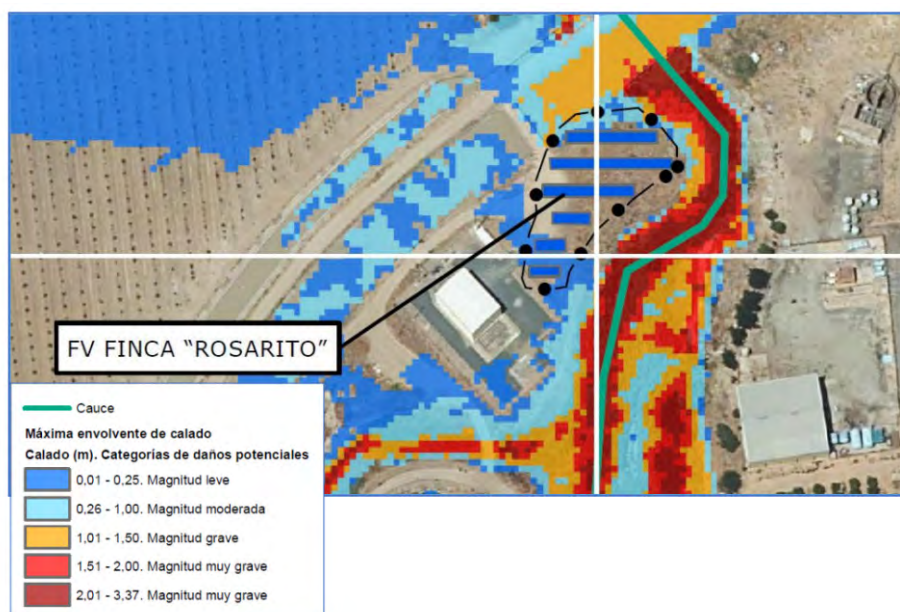 FV FINCA “ROSARITO”
Cauce
Máxima envolvente de calado
Calado (m). Categorías de daños potenciales
0,01 - 0,25. Magnitud leve
0,26 - 1,00. Magnitud moderada
1,01 - 1,50. Magnitud grave
1,51 - 2,00. Magnitud muy grave
2,01 - 3,37. Magnitud muy grave